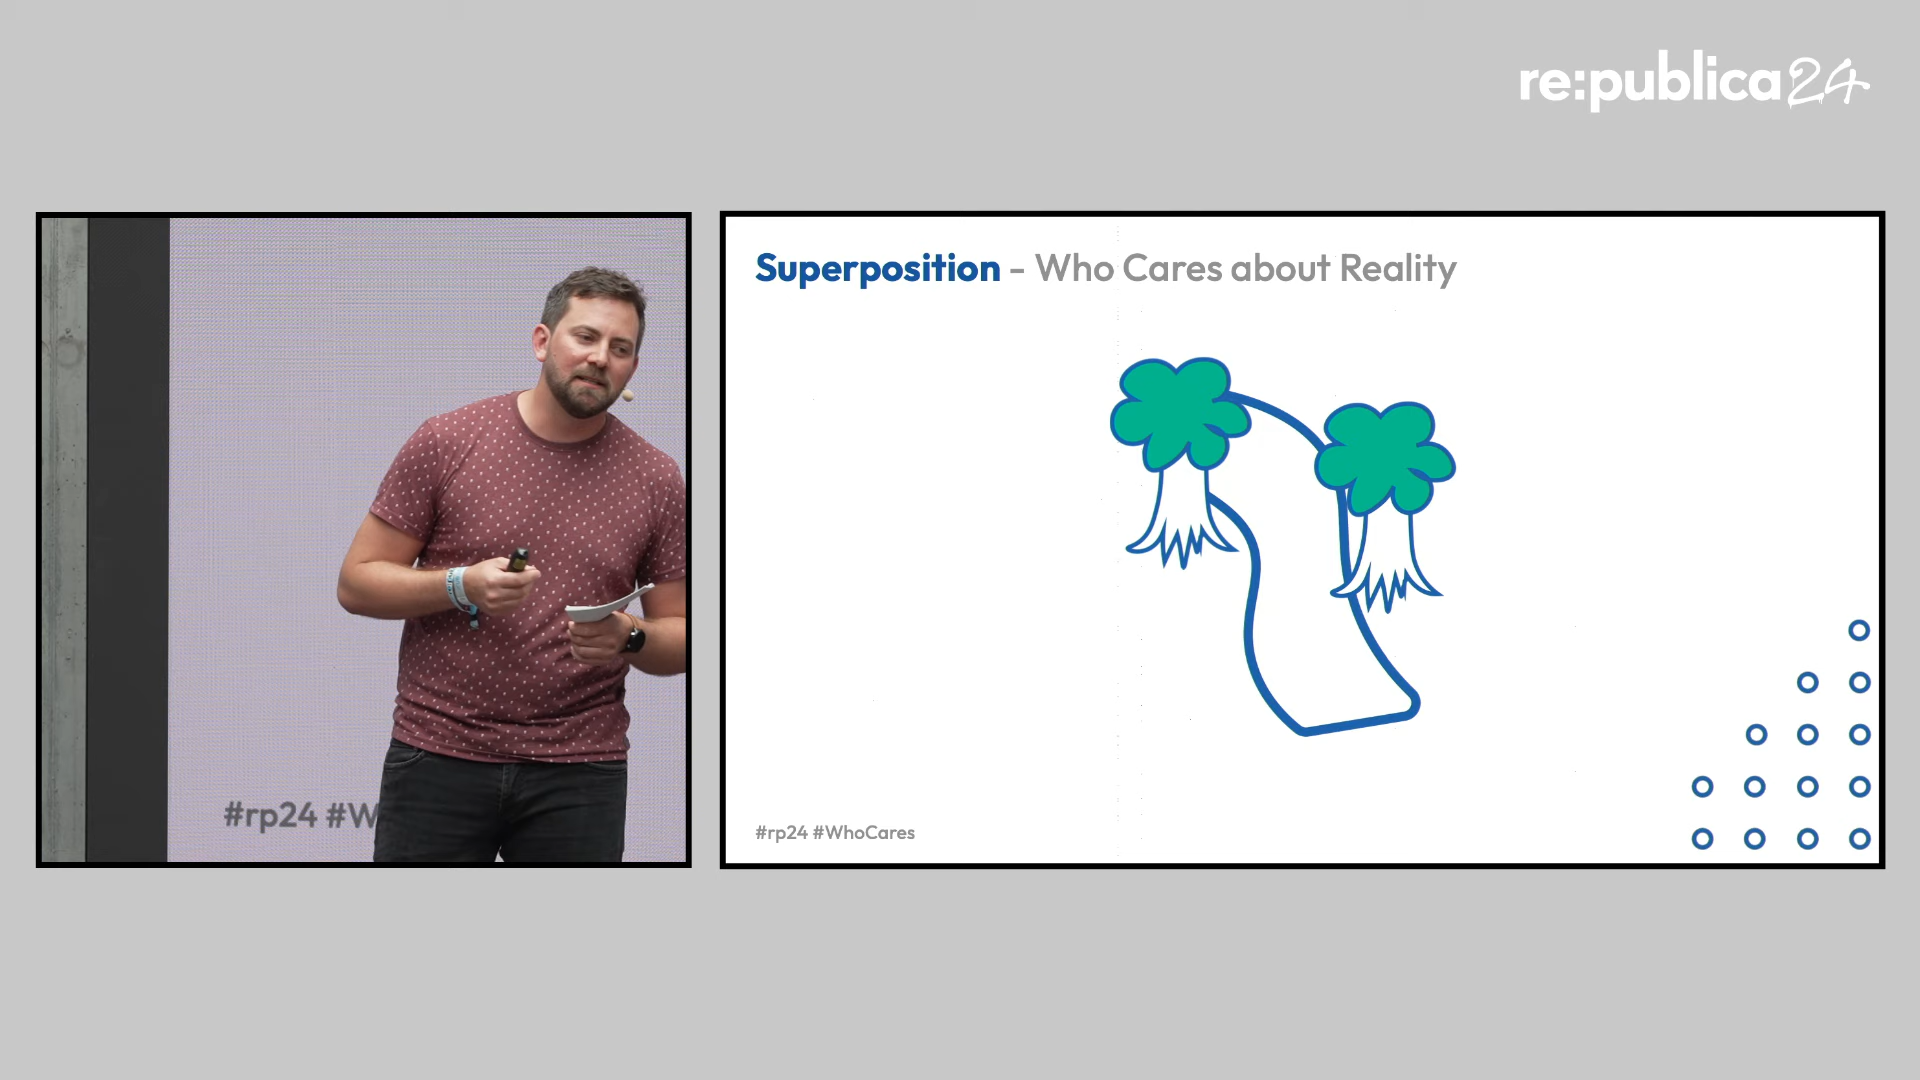 re:publica24
Superposition - Who Cares about Reality
#rp24 #W
#rp24 #WhoCares